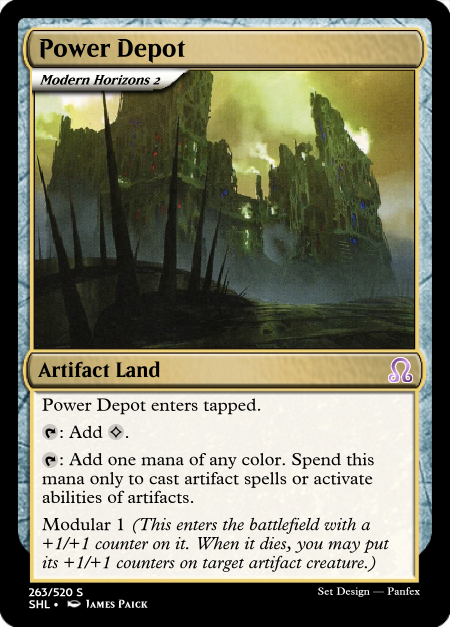 Power Depot
Modern Horizons 2
Artifact Land
Power Depot enters tapped.
: Add .
: Add one mana of any color. Spend this
mana only to cast artifact spells or activate
abilities of artifacts.
Modular 1 (This enters the battlefield with a
+1/+1 counter on it. When it dies, you may put
its +1/+1 counters on target artifact creature.)
263/520 S
Set Design — Panfex
SHL • James Paick